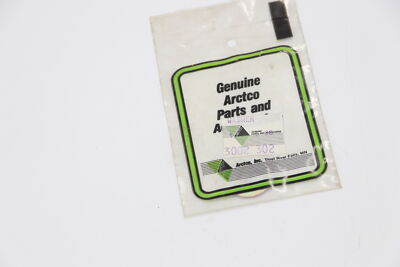 Genuine
Arctco
Parts and
A
WASHER
3002 302
Arctco, Inc. Thief River Falls, MN